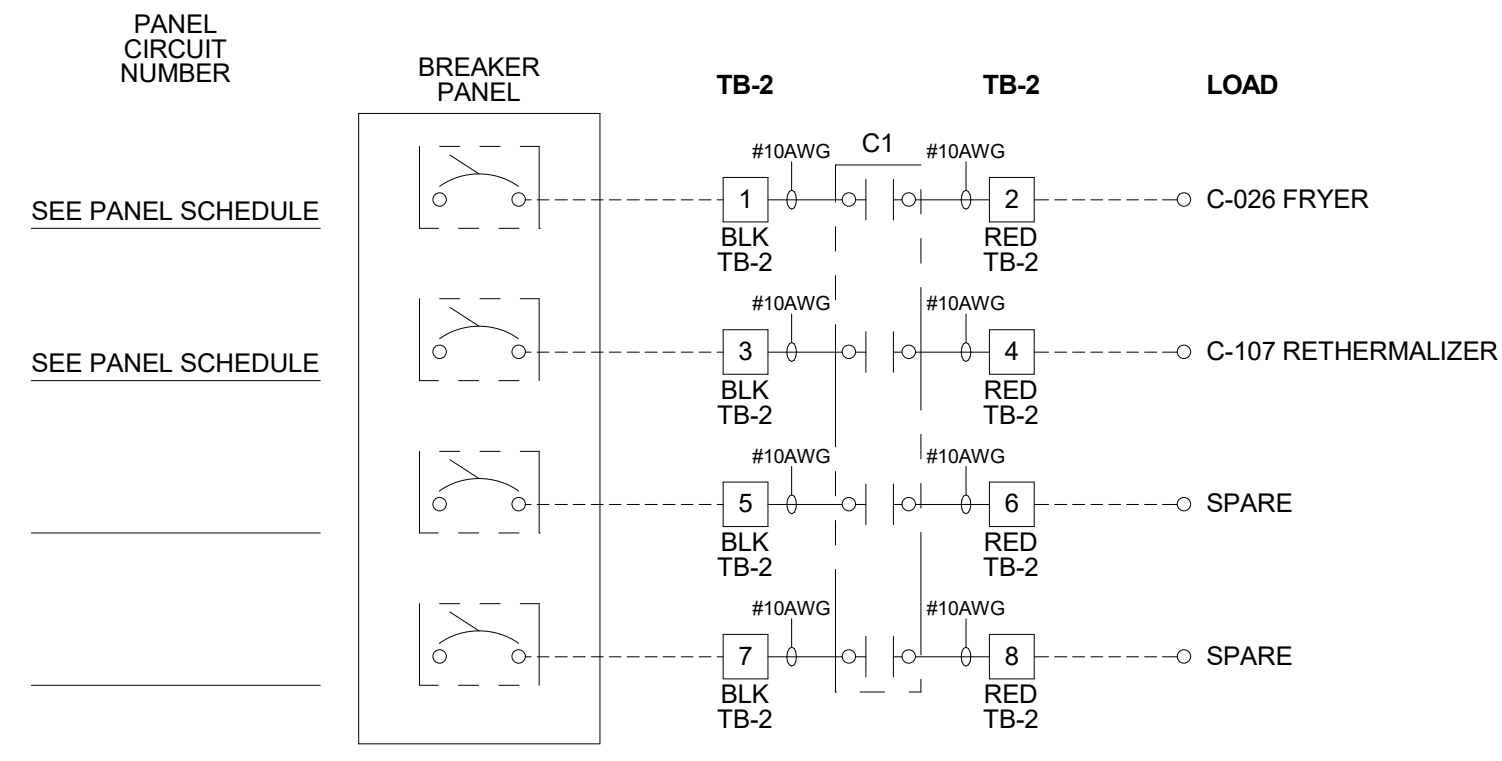 PANEL
CIRCUIT
NUMBER
BREAKER
PANEL
TB-2
TB-2
LOAD
C1
#10AWG
#10AWG
SEE PANEL SCHEDULE
1
2
C-026 FRYER
BLK
TB-2
RED
TB-2
#10AWG
#10AWG
SEE PANEL SCHEDULE
3
4
C-107 RETHERMALIZER
BLK
TB-2
RED
TB-2
#10AWG
#10AWG
5
6
SPARE
BLK
TB-2
RED
TB-2
#10AWG
#10AWG
7
8
SPARE
BLK
TB-2
RED
TB-2